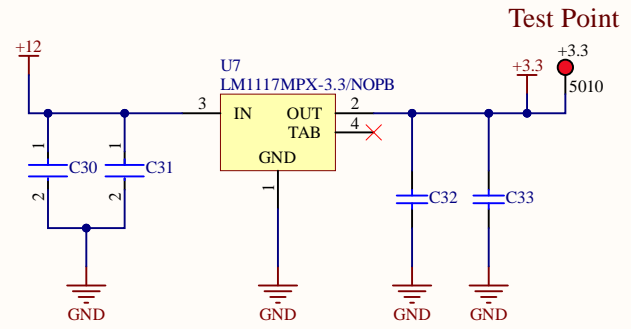 Test Point
+12
U7
LM1117MPX-3.3/NOPB
+3.3
+3.3
5010
3
IN
OUT
2
TAB
4
GND
1
1
1
C30
C31
2
2
C32
C33
GND
GND
GND
GND